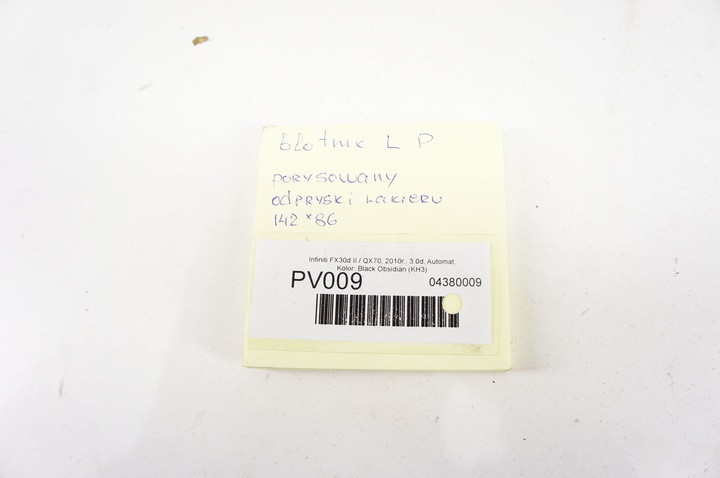 błotnik L P
porysowany
odpryski lakieru
142 x 86
Infiniti FX30d II / QX70, 2010r., 3.0d, Automat,
Kolor: Black Obsidian (KH3)
PV009 04380009